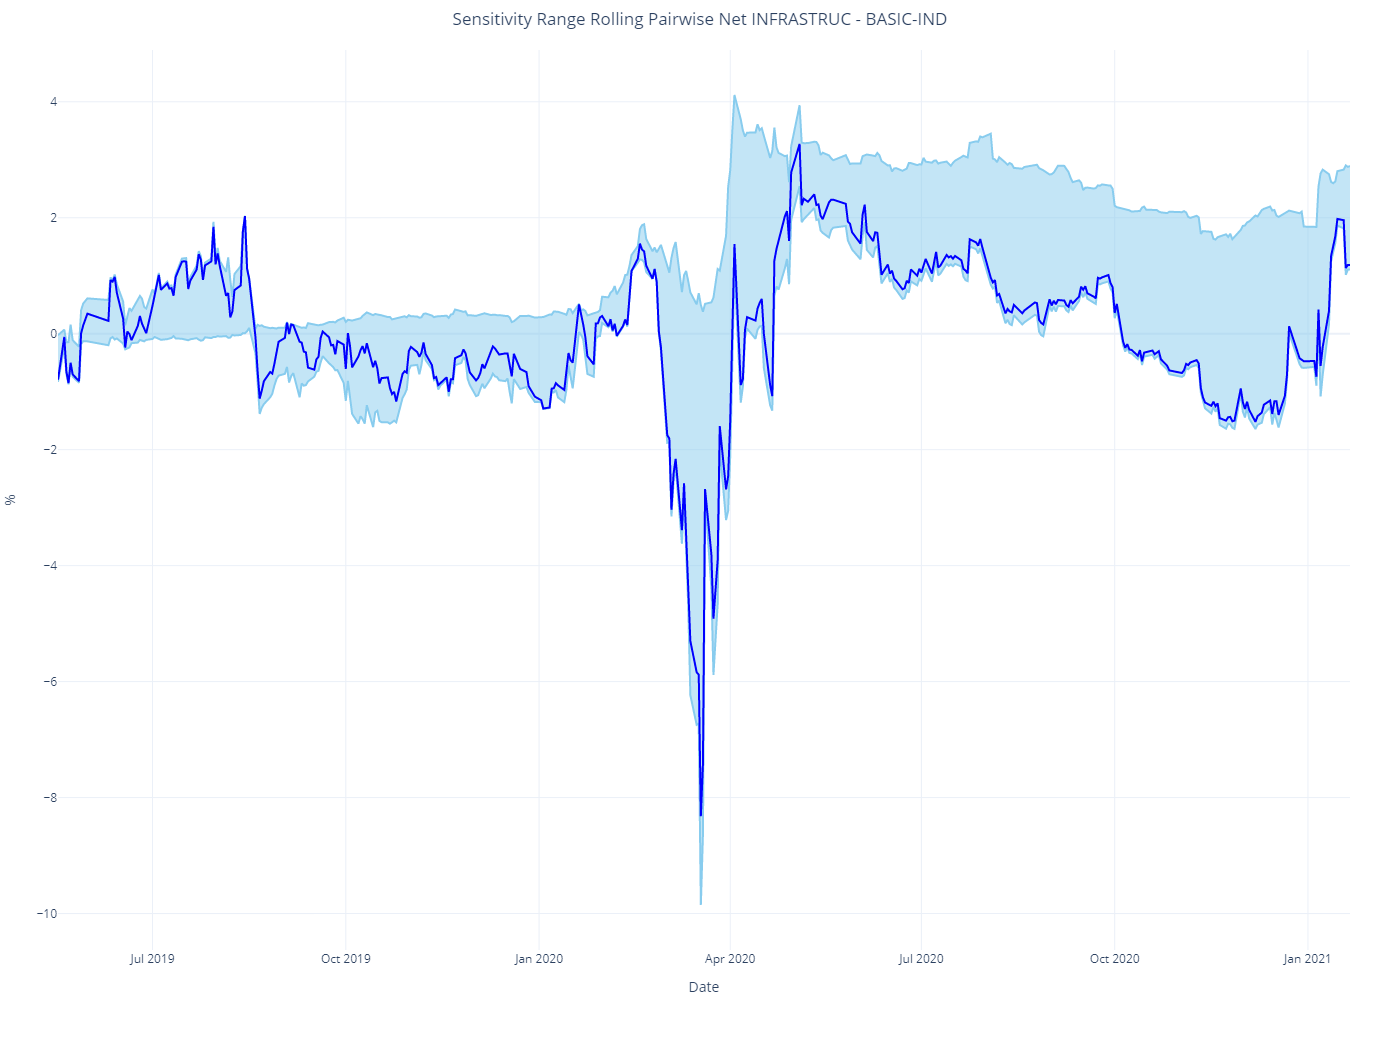 Sensitivity Range Rolling Pairwise Net INFRASTRUC - BASIC-IND
4
2
0
−2
−4
−6
−8
−10
%
Jul 2019
Oct 2019
Jan 2020
Apr 2020
Jul 2020
Oct 2020
Jan 2021
Date